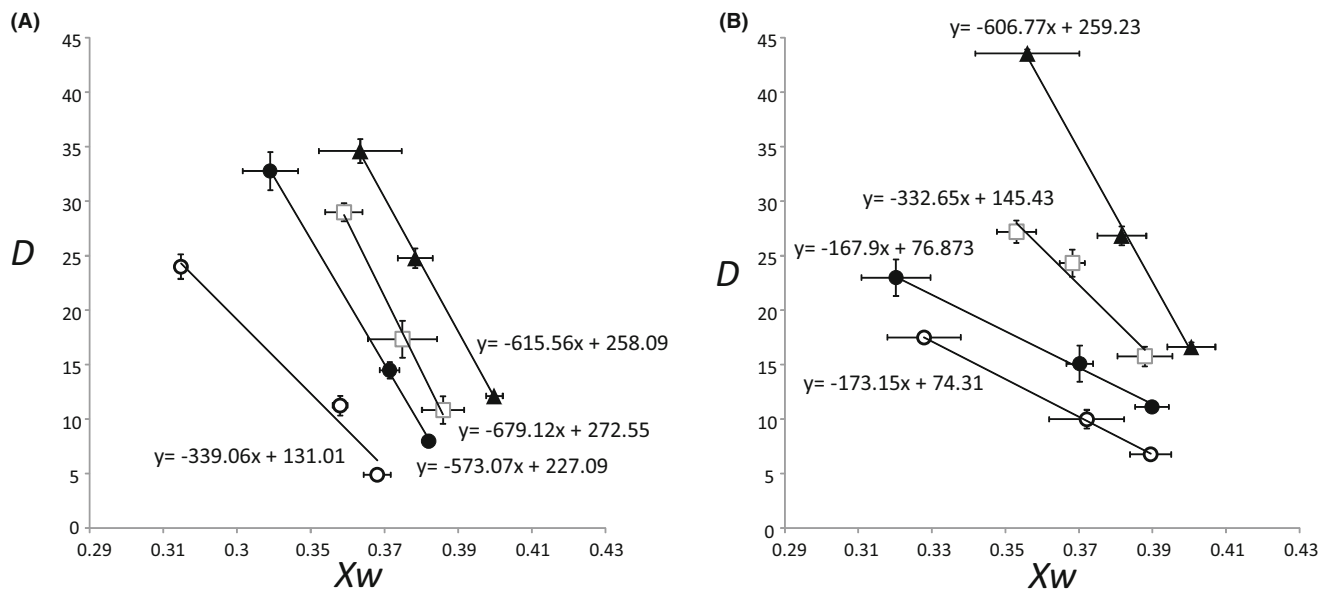 (A)
45
40
35
30
25
20
15
10
5
0
D
y= -615.56x + 258.09
y= -679.12x + 272.55
y= -339.06x + 131.01
y= -573.07x + 227.09
0.29 0.31 0.3 0.35 0.37 0.39 0.41 0.43
Xw
(B)
y= -606.77x + 259.23
45
40
35
30
25
20
15
10
5
0
D
y= -332.65x + 145.43
y= -167.9x + 76.873
y= -173.15x + 74.31
0.29 0.31 0.33 0.35 0.37 0.39 0.41 0.43
Xw